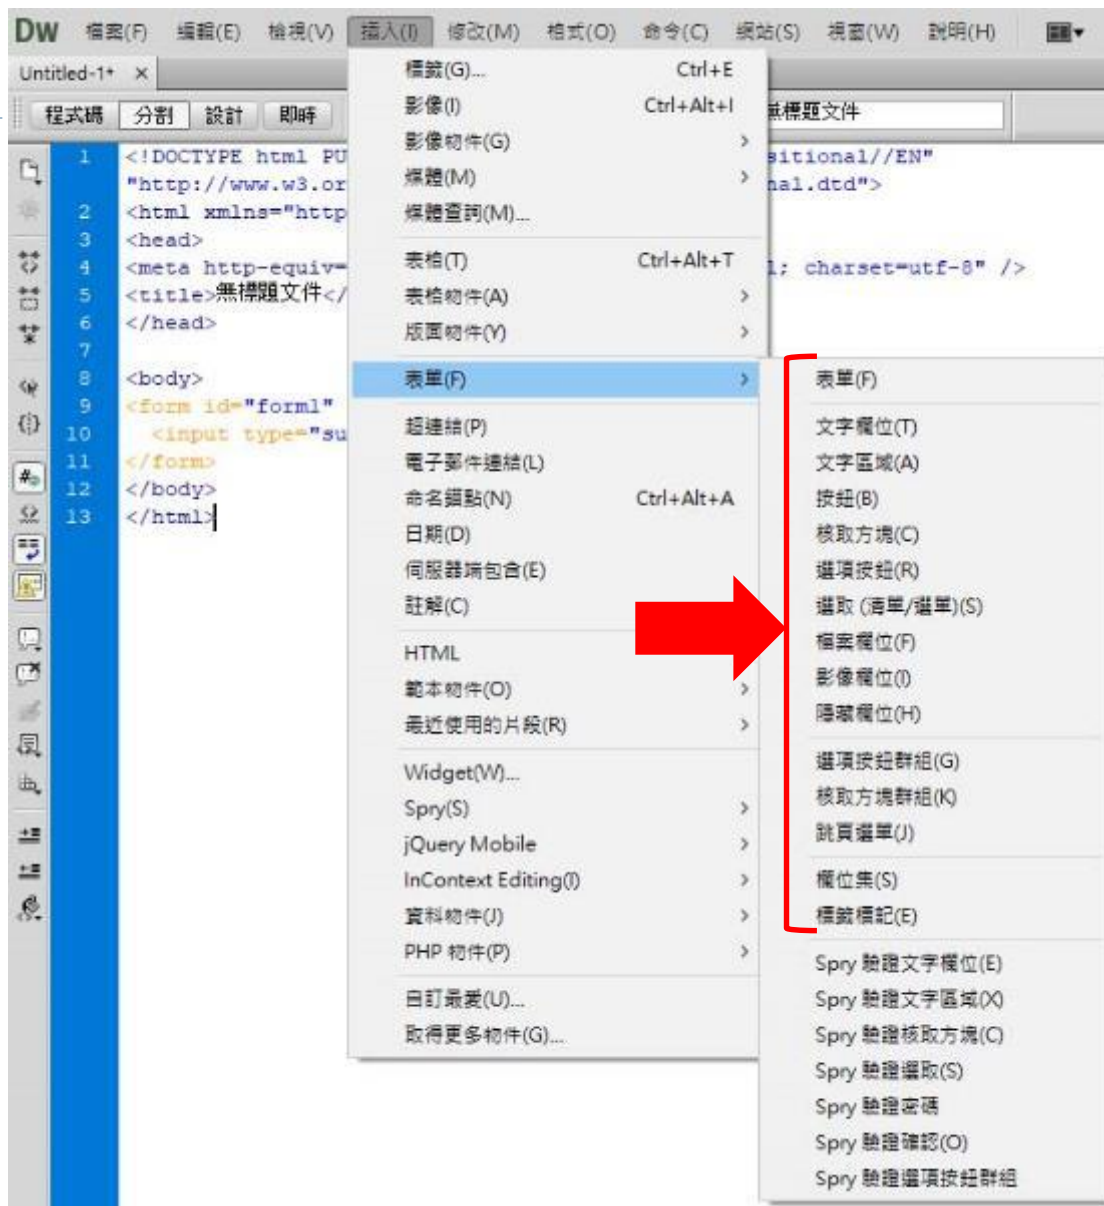 Dw 檔案(F) 編輯(E) 檢視(V) 插入(I) 修改(M) 格式(O) 命令(C) 網站(S) 視窗(W) 說明(H)
Untitled-1* ×
程式碼 分割 設計 即時 無標題文件
1 <!DOCTYPE html PU sitional//EN"
"http://www.w3.or nal.dtd">
2 <html xmlns="http
3 <head>
4 <meta http-equiv= l; charset=utf-8" />
5 <title>無標題文件</
6 </head>
7
8 <body>
9 <form id="form1"
10 <input type="su
11 </form>
12 </body>
13 </html>
標籤(G)... Ctrl+E
影像(I) Ctrl+Alt+I
影像物件(G)
媒體(M)
媒體查詢(M)...
表格(T) Ctrl+Alt+T
表格物件(A)
版面物件(Y)
表單(F)
超連結(P)
電子郵件連結(L)
命名錨點(N) Ctrl+Alt+A
日期(D)
伺服器端包含(E)
註解(C)
HTML
範本物件(O)
最近使用的片段(R)
Widget(W)...
Spry(S)
jQuery Mobile
InContext Editing(I)
資料物件(J)
PHP 物件(P)
自訂最愛(U)...
取得更多物件(G)...
表單(F)
文字欄位(T)
文字區域(A)
按鈕(B)
核取方塊(C)
選項按鈕(R)
選取 (清單/選單)(S)
檔案欄位(F)
影像欄位(I)
隱藏欄位(H)
選項按鈕群組(G)
核取方塊群組(K)
跳頁選單(J)
欄位集(S)
標籤標記(E)
Spry 驗證文字欄位(E)
Spry 驗證文字區域(X)
Spry 驗證核取方塊(C)
Spry 驗證選取(S)
Spry 驗證密碼
Spry 驗證確認(O)
Spry 驗證選項按鈕群組